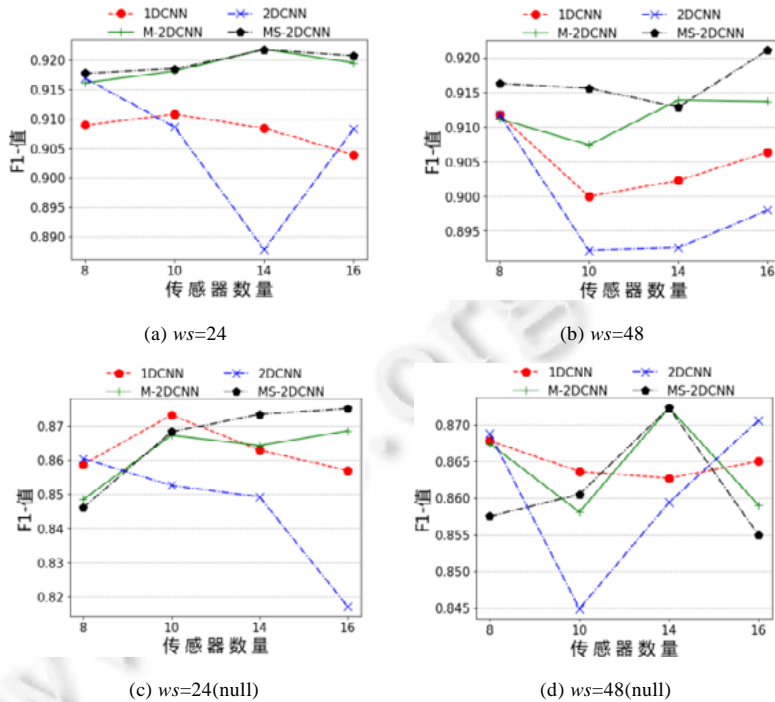 1DCNN 2DCNN
M-2DCNN MS-2DCNN
0.920
0.915
0.910
0.905
0.900
0.895
0.890
F1-值
8 10 14 16
传感器数量
(a) ws=24
1DCNN 2DCNN
M-2DCNN MS-2DCNN
0.920
0.915
0.910
0.905
0.900
0.895
F1-值
8 10 14 16
传感器数量
(b) ws=48
1DCNN 2DCNN
M-2DCNN MS-2DCNN
0.87
0.86
0.85
0.84
0.83
0.82
F1-值
8 10 14 16
传感器数量
(c) ws=24(null)
1DCNN 2DCNN
M-2DCNN MS-2DCNN
0.870
0.865
0.860
0.855
0.850
0.845
F1-值
8 10 14 16
传感器数量
(d) ws=48(null)